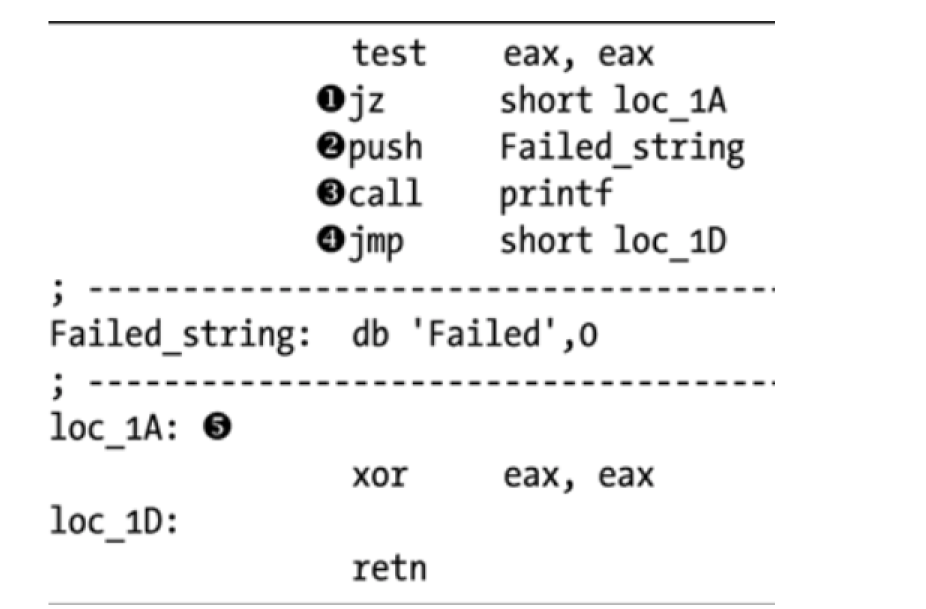 test eax, eax
❶jz short loc_1A
❷push Failed_string
❸call printf
❹jmp short loc_1D
; ------------------------------------
Failed_string: db 'Failed',0
; ------------------------------------
loc_1A: ❺
xor eax, eax
loc_1D:
retn